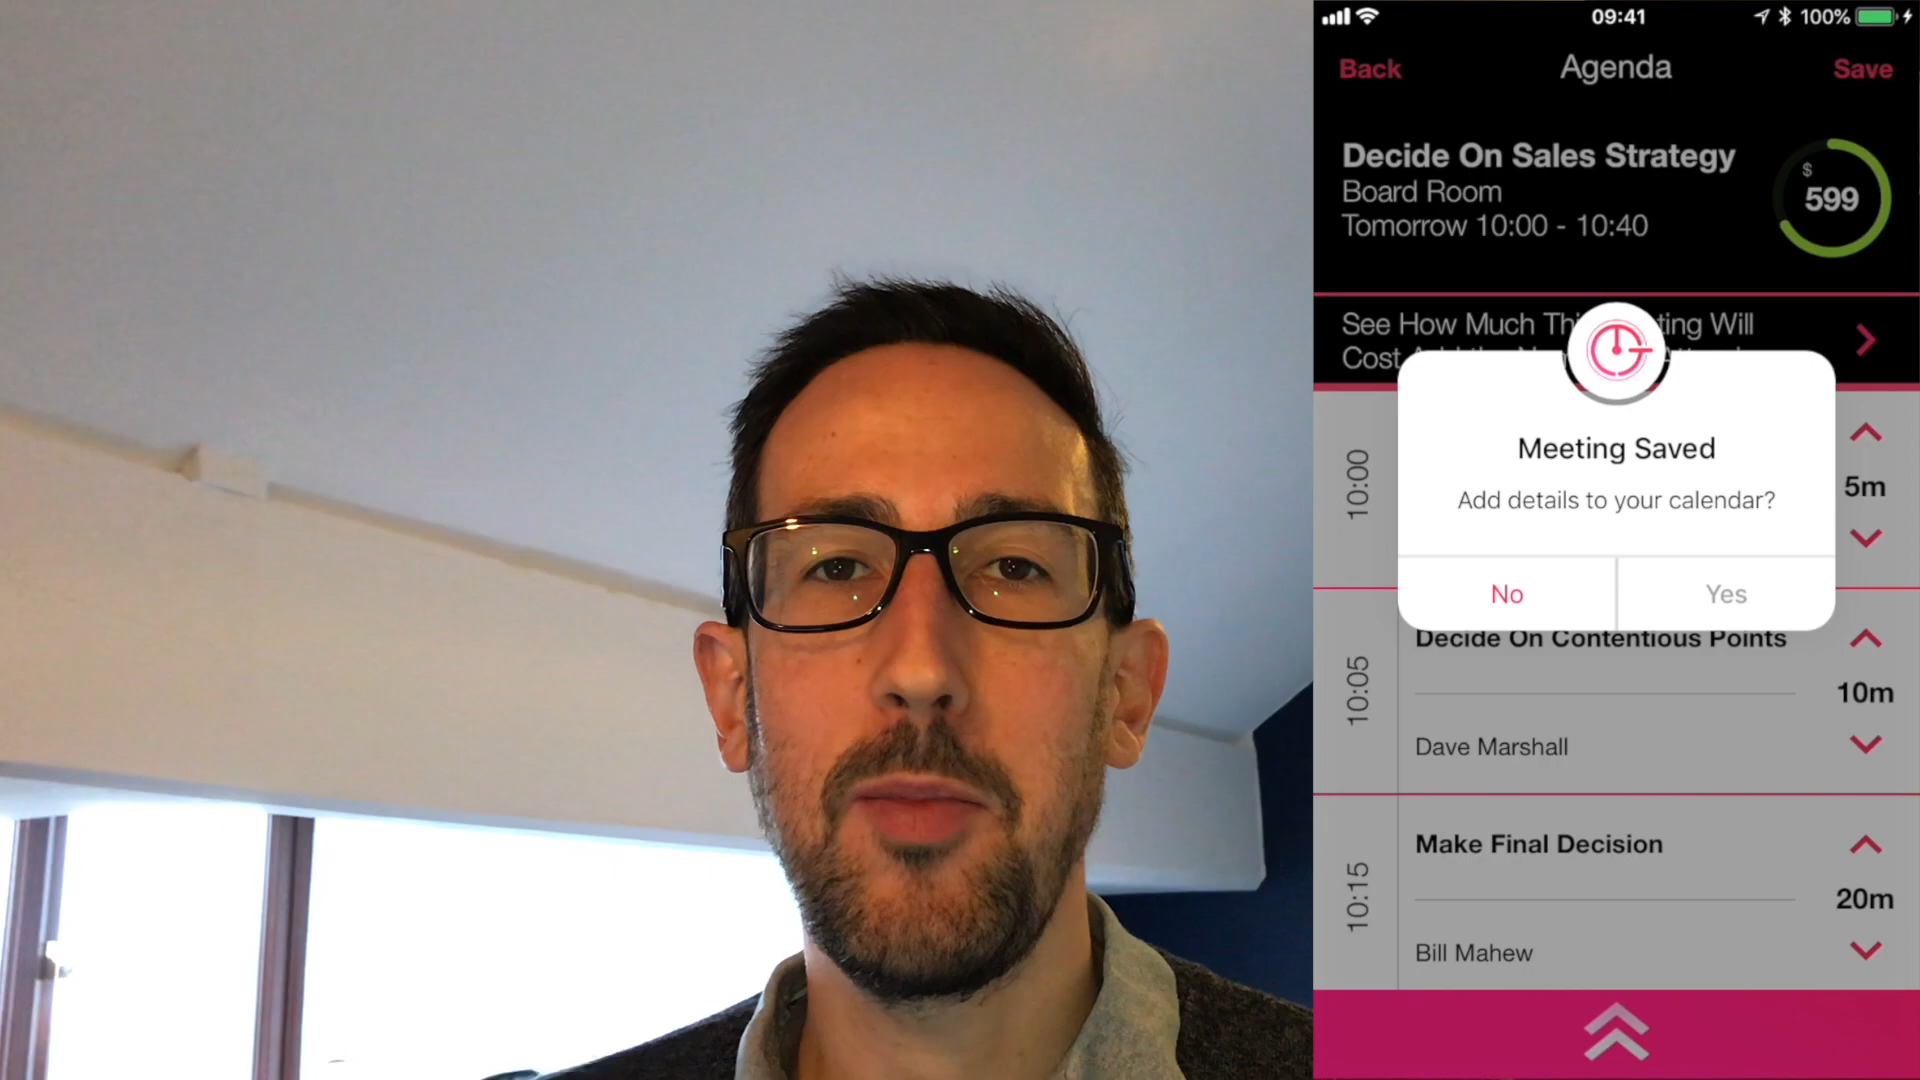 09:41
100%
Back
Agenda
Save
Decide On Sales Strategy
Board Room
Tomorrow 10:00 - 10:40
$
599
See How Much Th ting Will
Cost
Meeting Saved
Add details to your calendar?
No
Yes
10:00
5m
Decide On Contentious Points
10:05
10m
Dave Marshall
Make Final Decision
10:15
20m
Bill Mahew